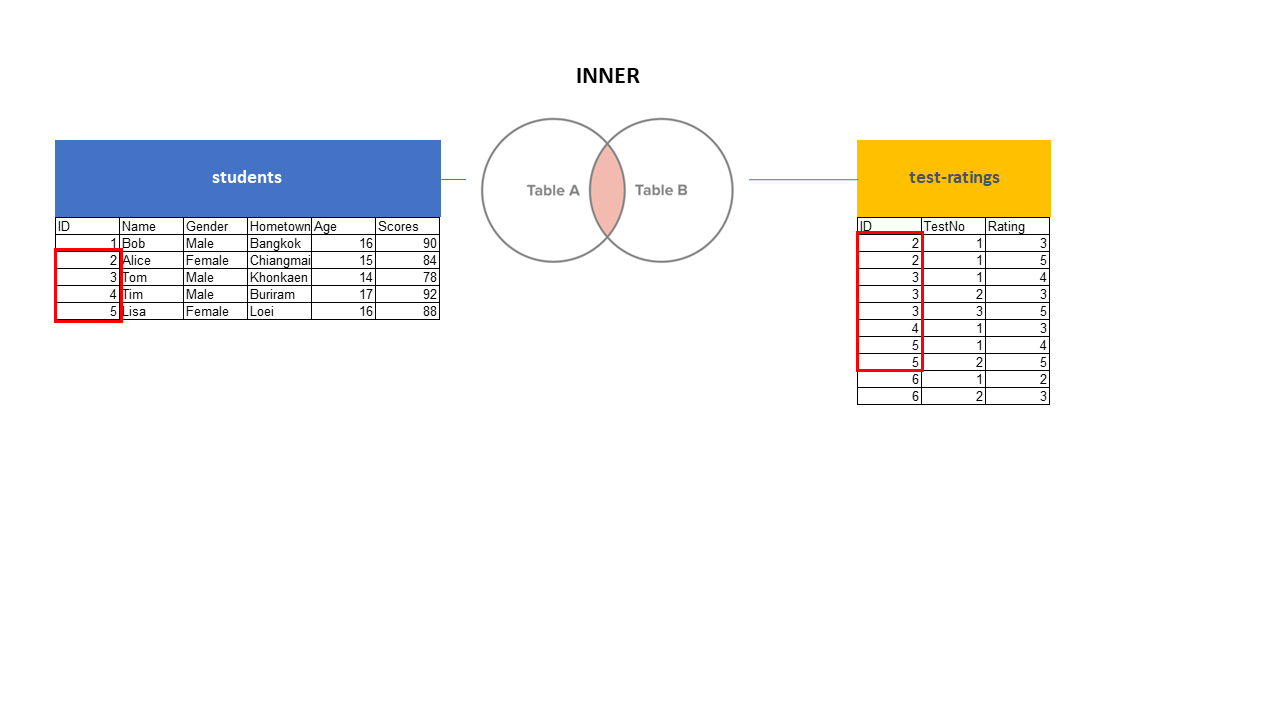 INNER
students
Table A
Table B
test-ratings
ID Name Gender Hometown Age Scores
1 Bob Male Bangkok 16 90
2 Alice Female Chiangmai 15 84
3 Tom Male Khonkaen 14 78
4 Tim Male Buriram 17 92
5 Lisa Female Loei 16 88
ID TestNo Rating
2 1 3
2 1 5
3 1 4
3 2 3
3 3 5
4 1 3
5 1 4
5 2 5
6 1 2
6 2 3